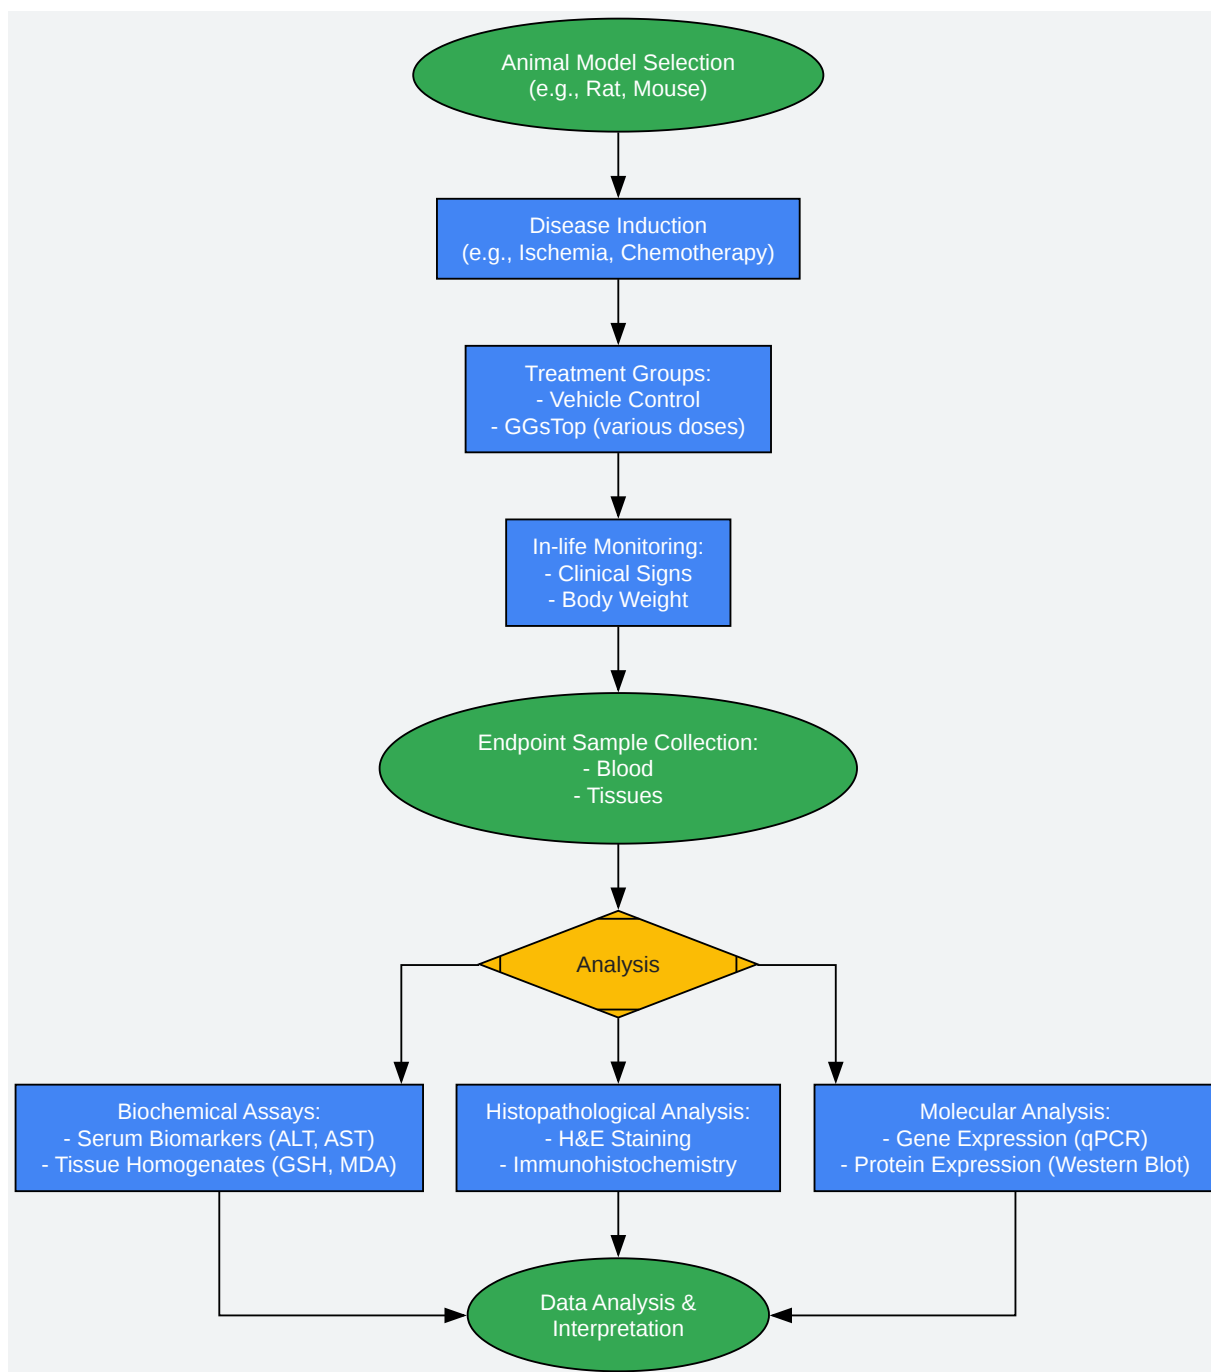 Animal Model Selection
(e.g., Rat, Mouse)
Disease Induction
(e.g., Ischemia, Chemotherapy)
Treatment Groups:
- Vehicle Control
- GGsTop (various doses)
In-life Monitoring:
- Clinical Signs
- Body Weight
Endpoint Sample Collection:
- Blood
- Tissues
Analysis
Biochemical Assays:
- Serum Biomarkers (ALT, AST)
- Tissue Homogenates (GSH, MDA)
Histopathological Analysis:
- H&E Staining
- Immunohistochemistry
Molecular Analysis:
- Gene Expression (qPCR)
- Protein Expression (Western Blot)
Data Analysis &
Interpretation